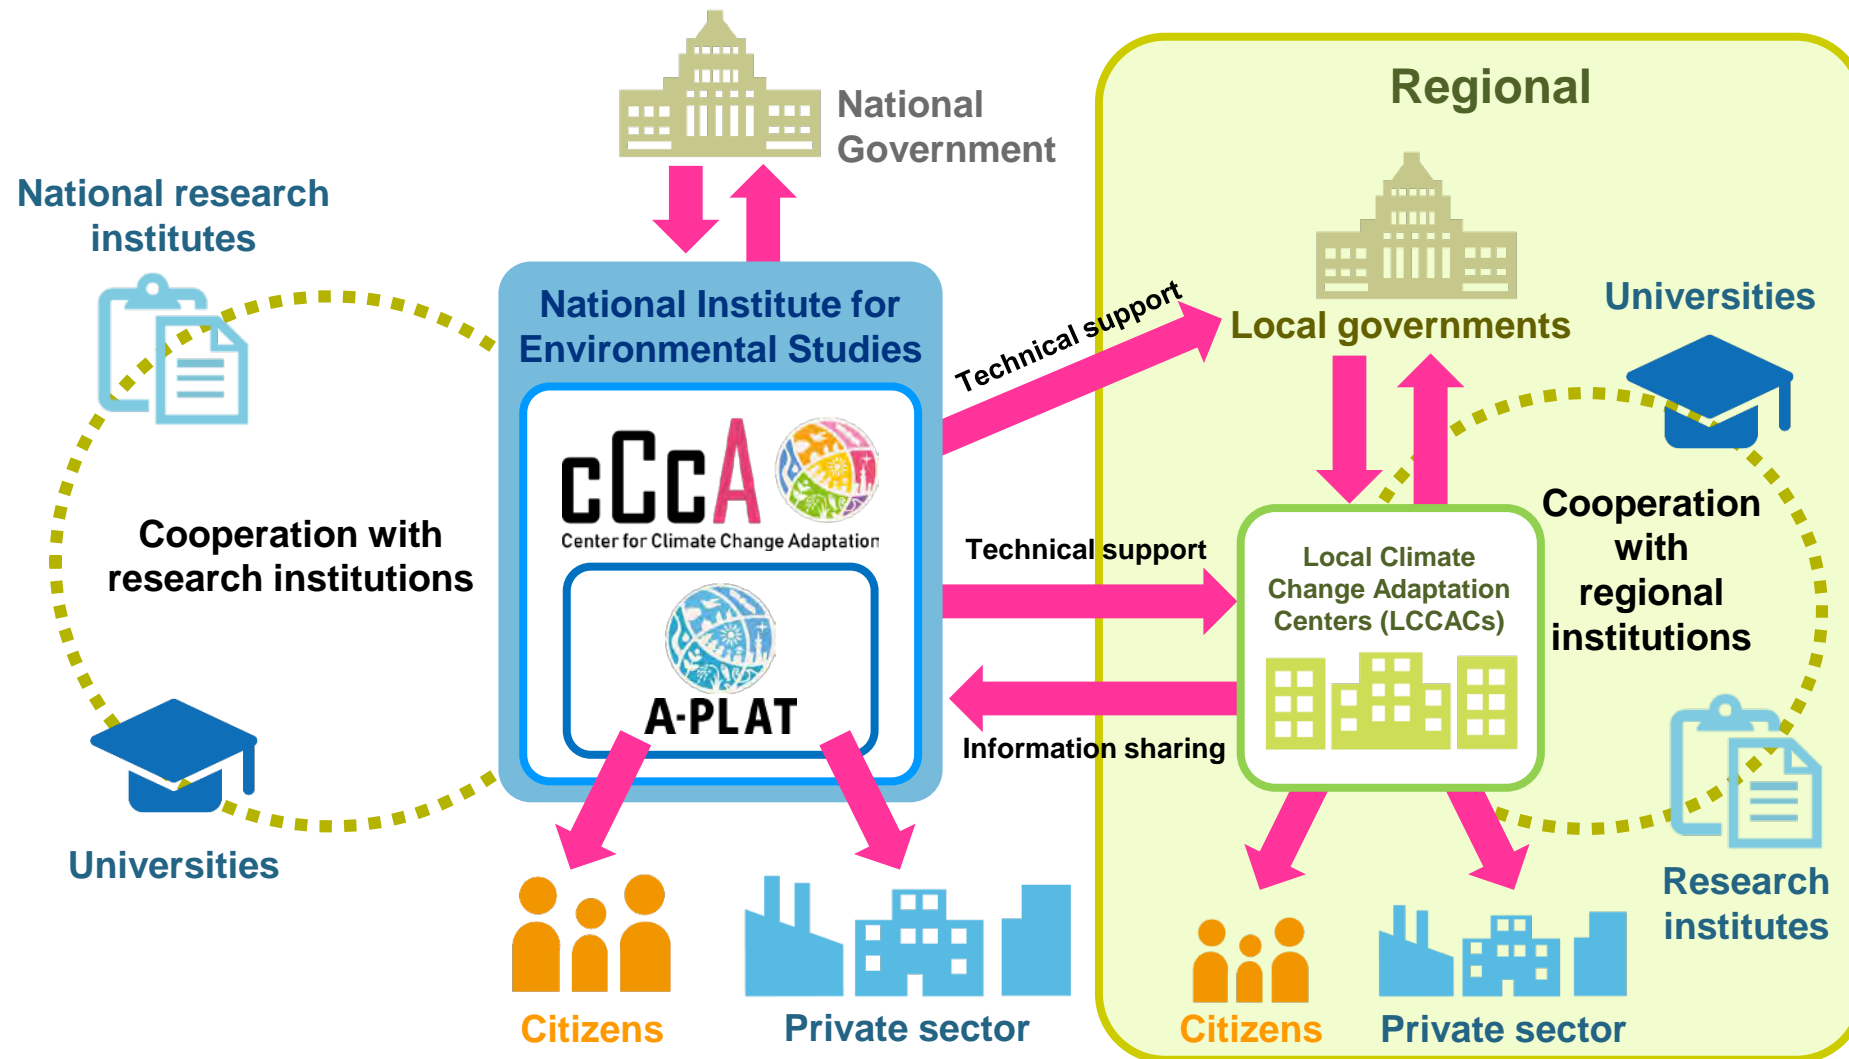 National
Government
Regional
National research
institutes
National Institute for
Environmental Studies
Technical support
Local governments
Universities
cCcA
Center for Climate Change Adaptation
Cooperation with
research institutions
Technical support
Local Climate
Change Adaptation
Centers (LCCACs)
Cooperation
with
regional
institutions
A-PLAT
Information sharing
Universities
Research
institutes
Citizens
Private sector
Citizens
Private sector